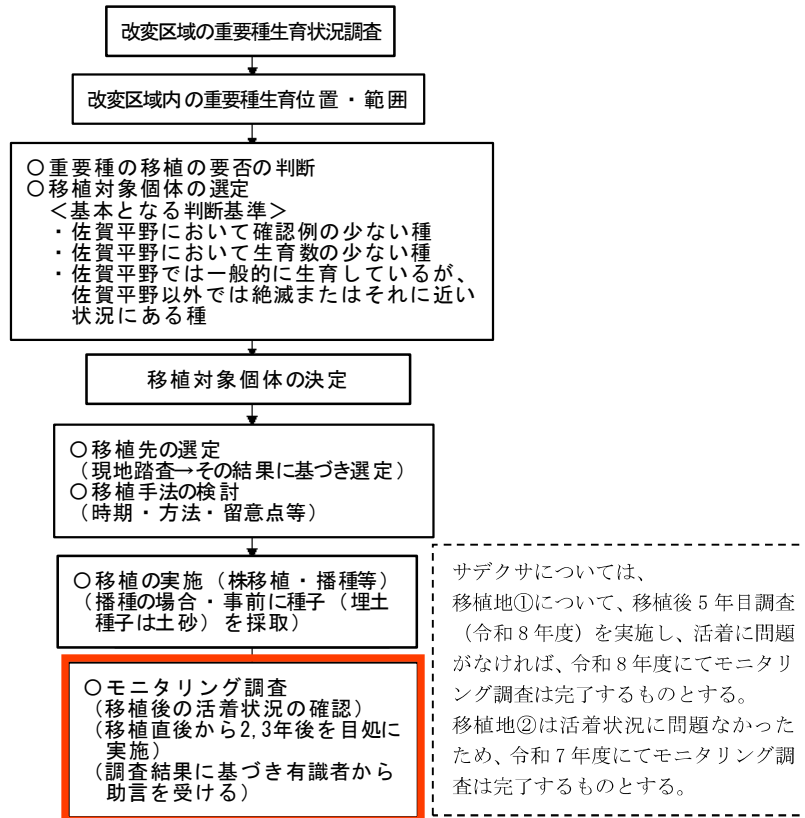 改変区域の重要種生育状況調査
改変区域内の重要種生育位置・範囲
○重要種の移植の要否の判断
○移植対象個体の選定
＜基本となる判断基準＞
・佐賀平野において確認例の少ない種
・佐賀平野において生育数の少ない種
・佐賀平野では一般的に生育しているが、
佐賀平野以外では絶滅またはそれに近い
状況にある種
移植対象個体の決定
○移植先の選定
（現地踏査→その結果に基づき選定）
○移植手法の検討
（時期・方法・留意点等）
○移植の実施（株移植・播種等）
（播種の場合・事前に種子（埋土
種子は土砂）を採取）
○モニタリング調査
（移植後の活着状況の確認）
（移植直後から2,3年後を目処に
実施）
（調査結果に基づき有識者から
助言を受ける）
サデクサについては、
移植地①について、移植後５年目調査
（令和８年度）を実施し、活着に問題
がなければ、令和８年度にてモニタリ
ング調査は完了するものとする。
移植地②は活着状況に問題なかった
ため、令和７年度にてモニタリング調
査は完了するものとする。